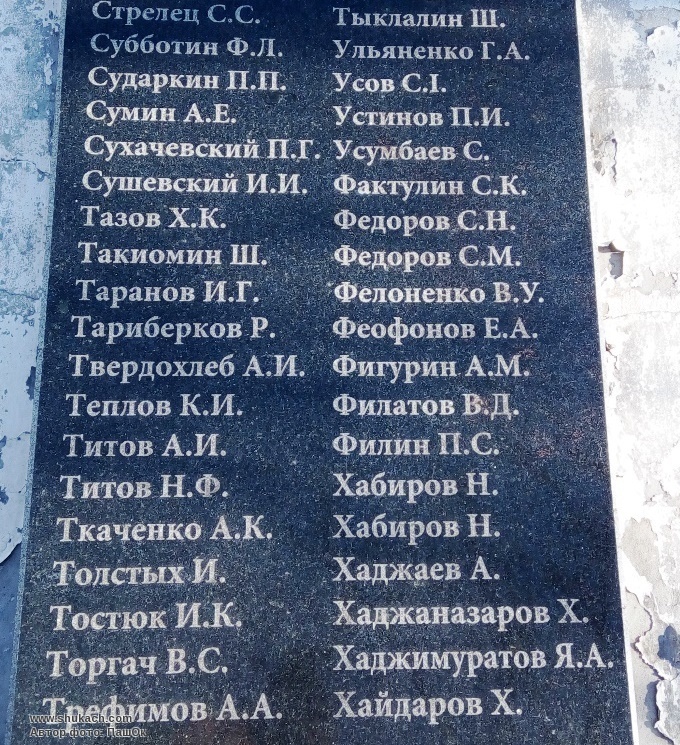 Стрелец С.С.
Субботин Ф.Л.
Сударкин П.П.
Сумин А.Е.
Сухачевский П.Г.
Сушевский И.И.
Тазов Х.К.
Такиомин Ш.
Таранов И.Г.
Тариберков Р.
Твердохлеб А.И.
Теплов К.И.
Титов А.И.
Титов Н.Ф.
Ткаченко А.К.
Толстых И.
Тостюк И.К.
Торгач В.С.
Трефимов А.А.
Тыклалин Ш.
Ульяненко Г.А.
Усов С.І.
Устинов П.И.
Усумбаев С.
Фактулин С.К.
Федоров С.Н.
Федоров С.М.
Фелоненко В.У.
Феофонов Е.А.
Фигурин А.М.
Филатов В.Д.
Филин П.С.
Хабиров Н.
Хабиров Н.
Хаджаев А.
Хаджаназаров Х.
Хаджимуратов Я.А.
Хайдаров Х.
www.shukach.com
Автор фото: ПашОк